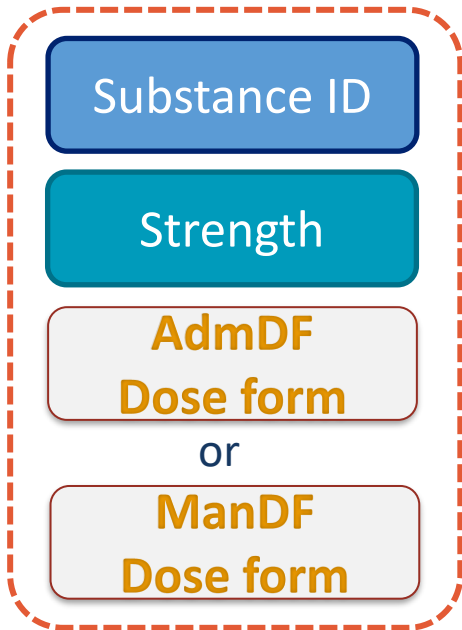 Substance ID
Strength
AdmDF
Dose form
or
ManDF
Dose form